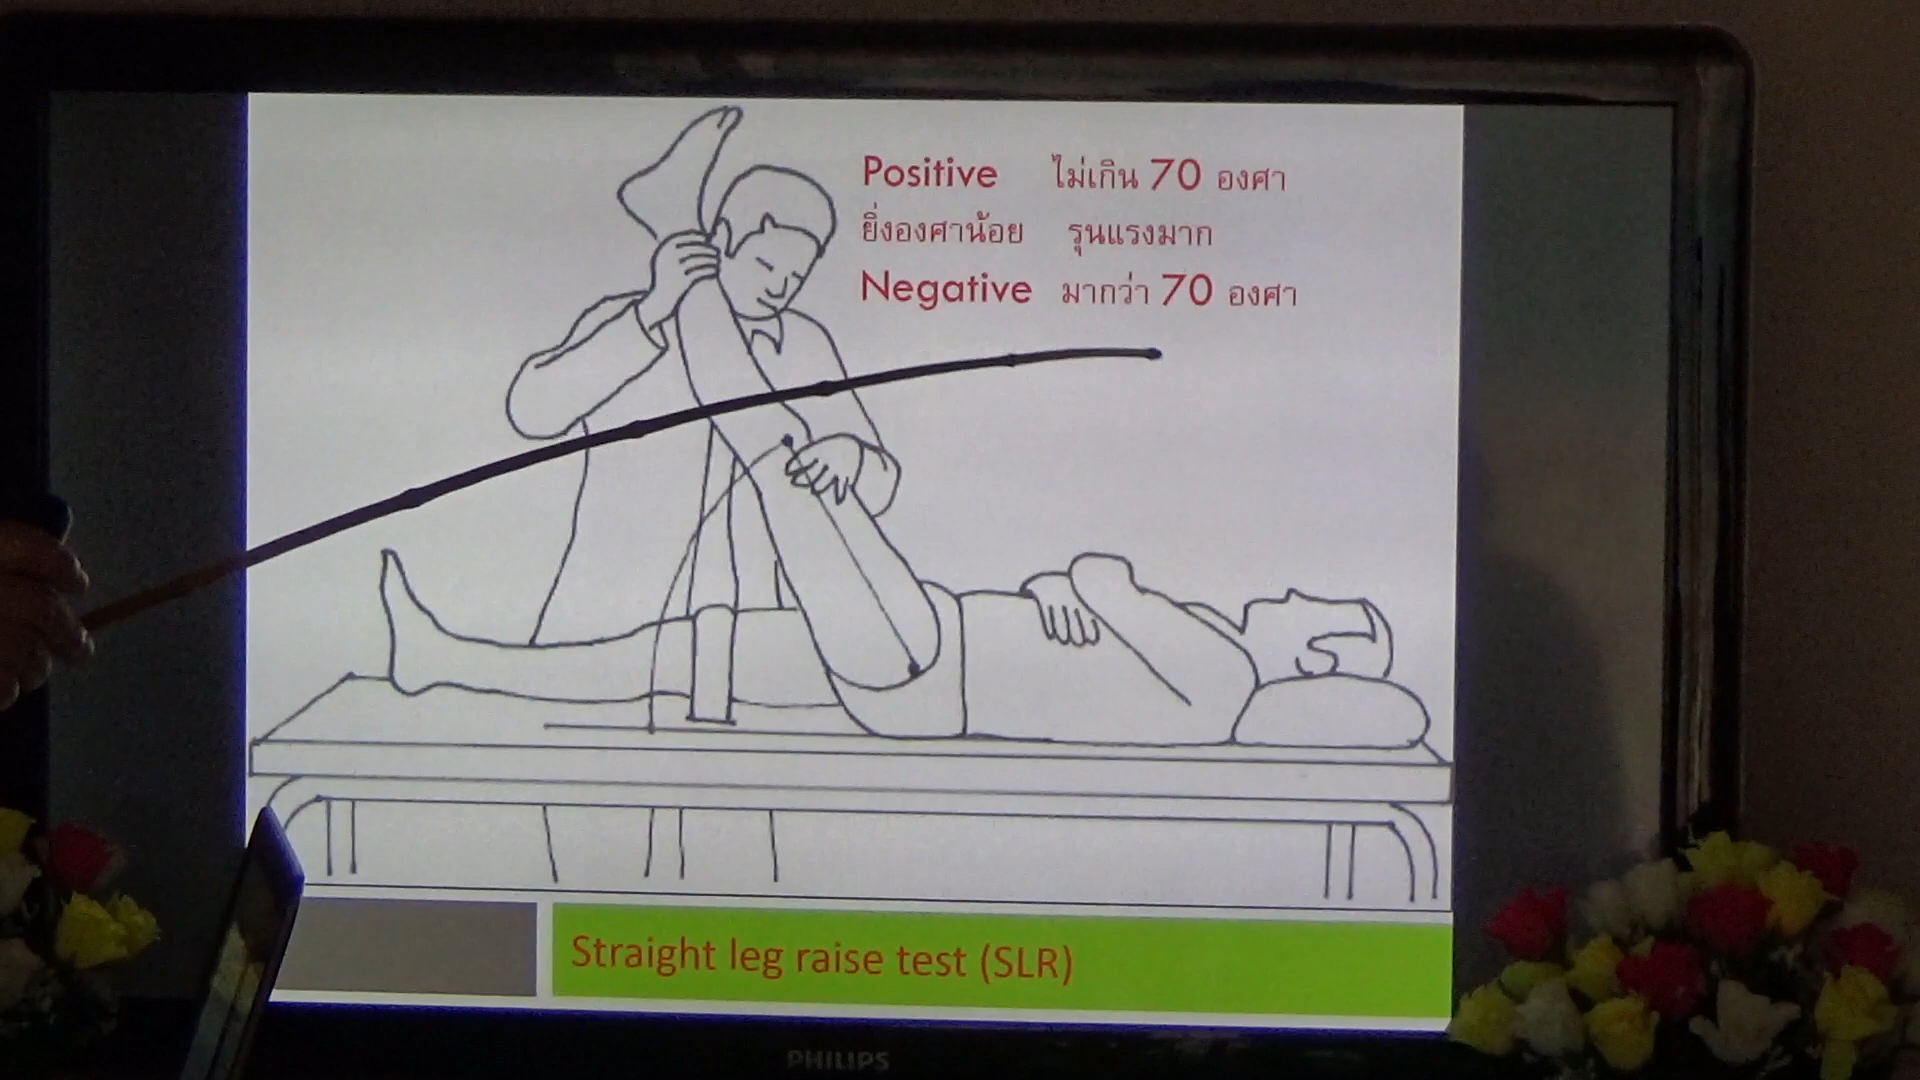 Positive ไม่เกิน 70 องศา
ยิ่งองศาน้อย รุนแรงมาก
Negative มากว่า 70 องศา
Straight leg raise test (SLR)
PHILIPS